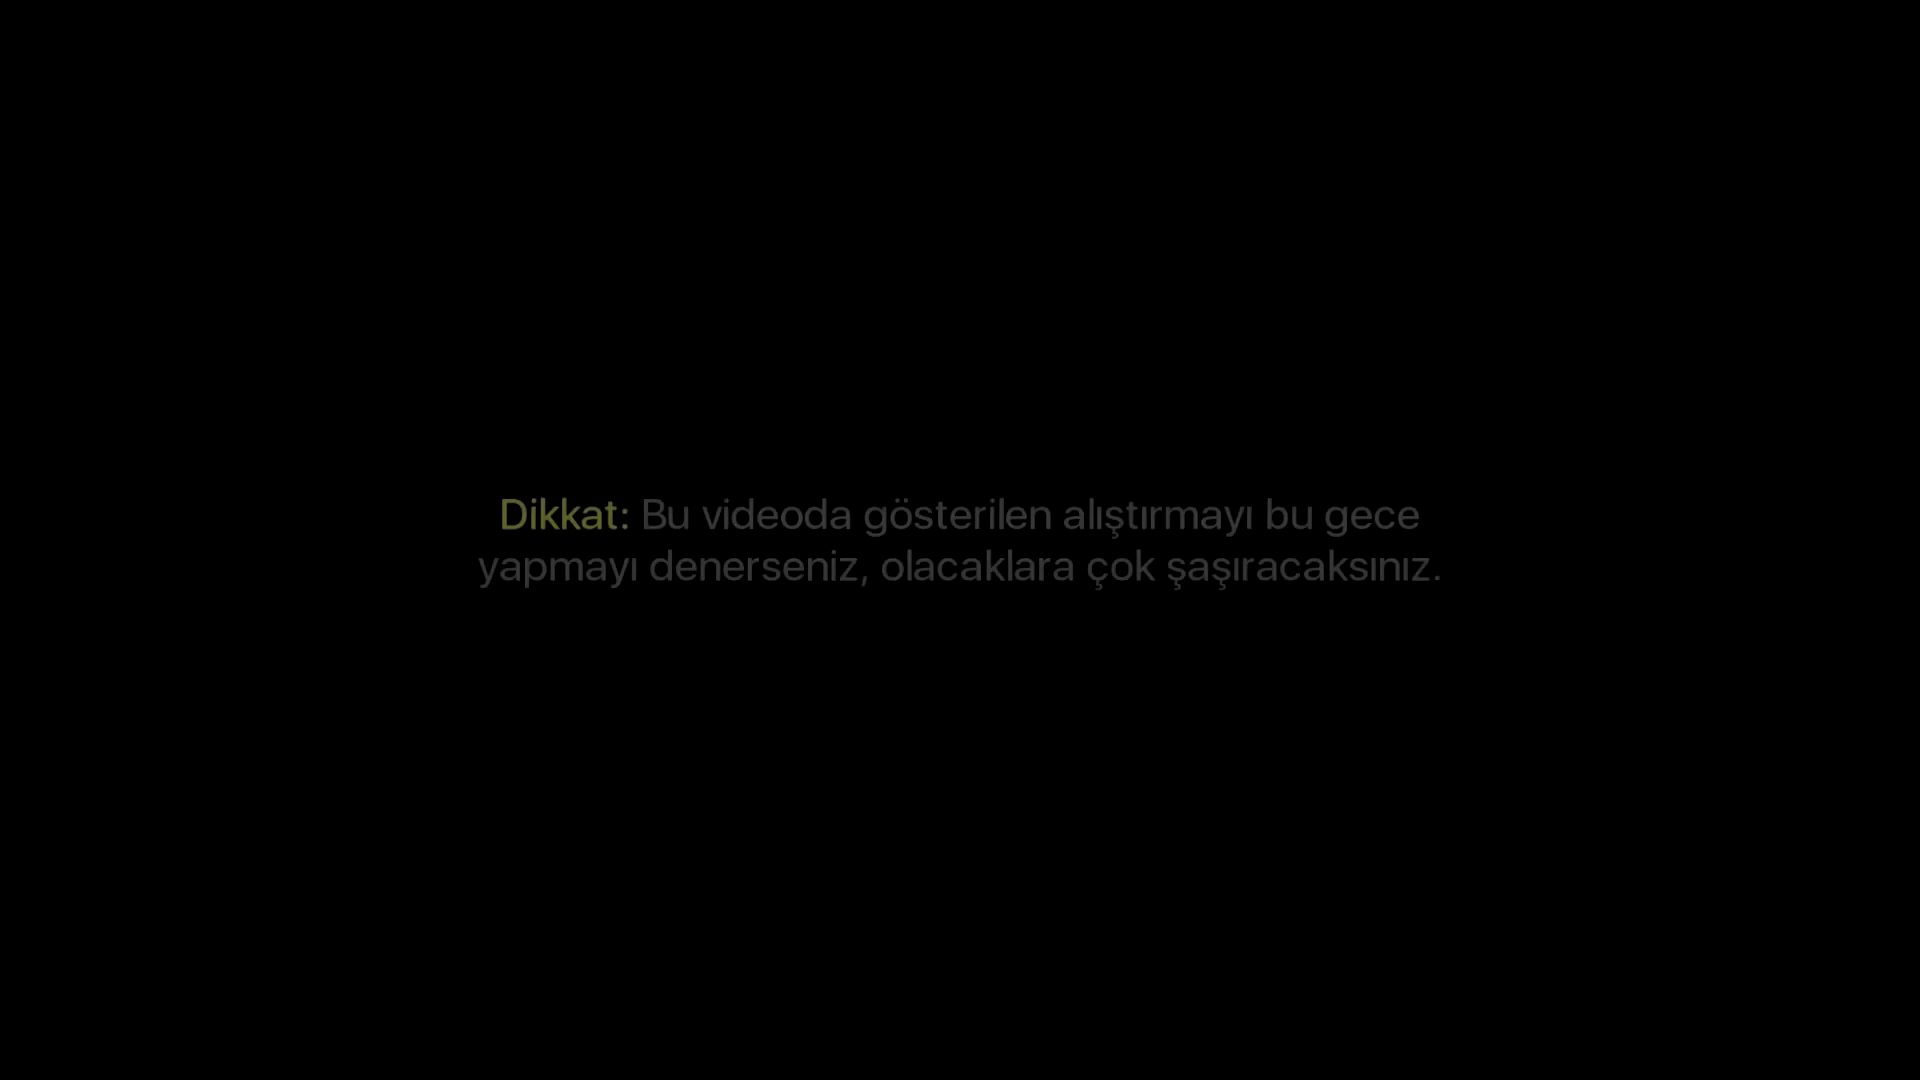 Dikkat: Bu videoda gösterilen alıştırmayı bu gece
yapmayı denerseniz, olacaklara çok şaşıracaksınız.